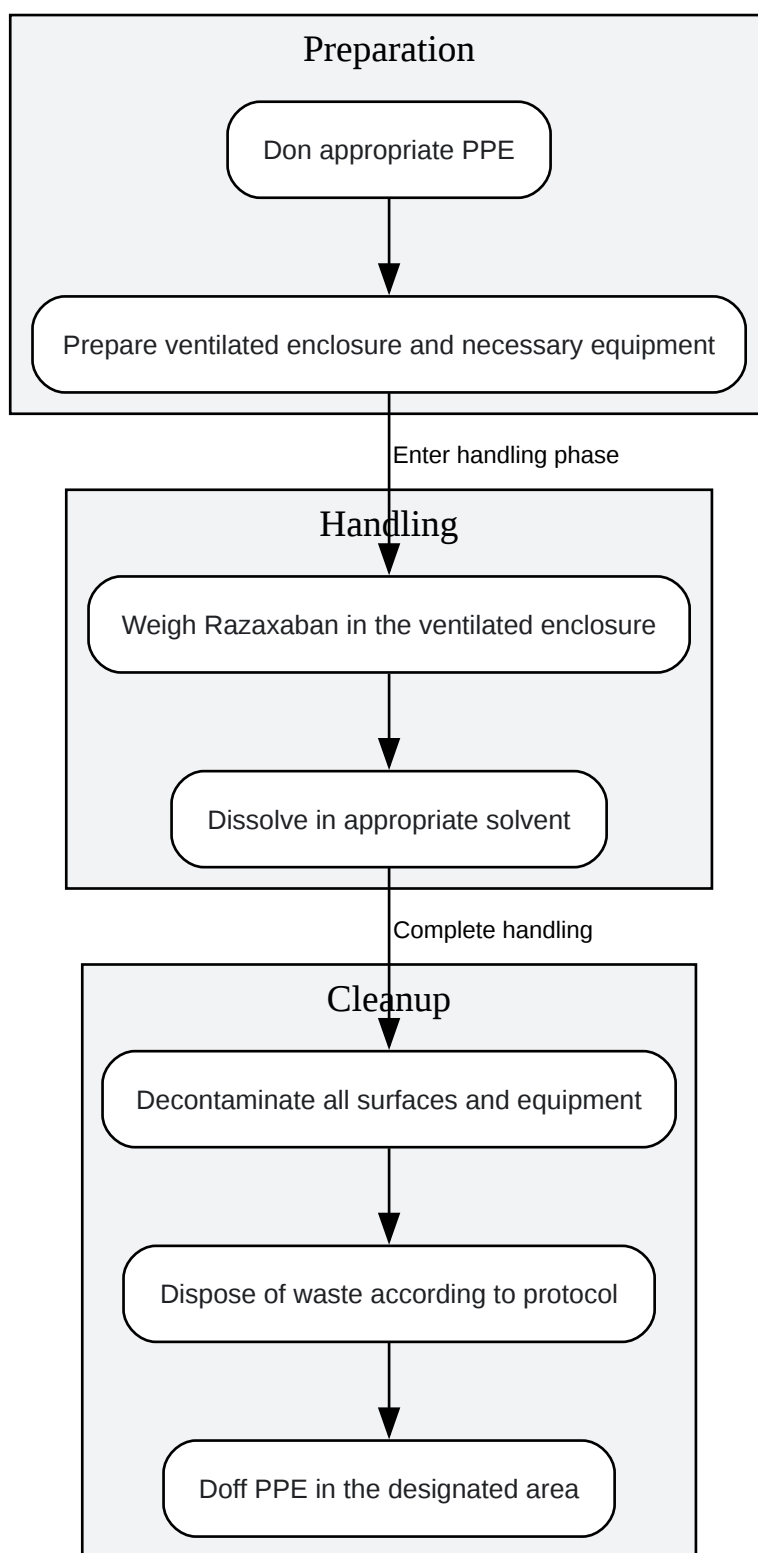 Preparation
Don appropriate PPE
Prepare ventilated enclosure and necessary equipment
Enter handling phase
Handling
Weigh Razaxaban in the ventilated enclosure
Dissolve in appropriate solvent
Complete handling
Cleanup
Decontaminate all surfaces and equipment
Dispose of waste according to protocol
Doff PPE in the designated area